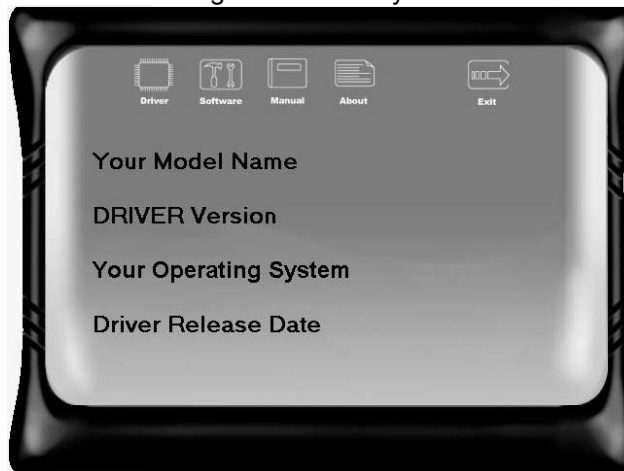 Driver Software Manual About Exit
Your Model Name
DRIVER Version
Your Operating System
Driver Release Date